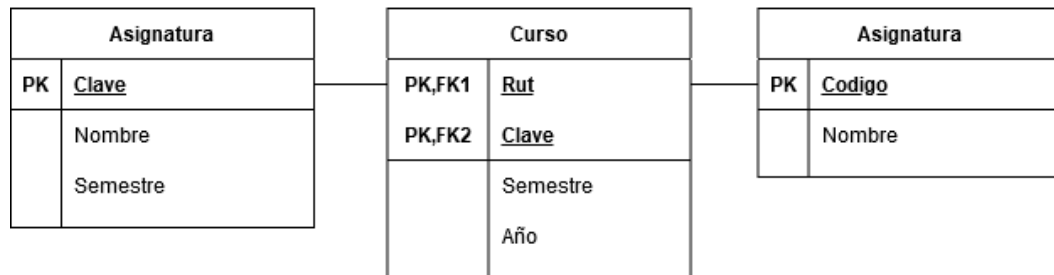 Asignatura
PK Clave
Nombre
Semestre
Curso
PK,FK1 Rut
PK,FK2 Clave
Semestre
Año
Asignatura
PK Codigo
Nombre